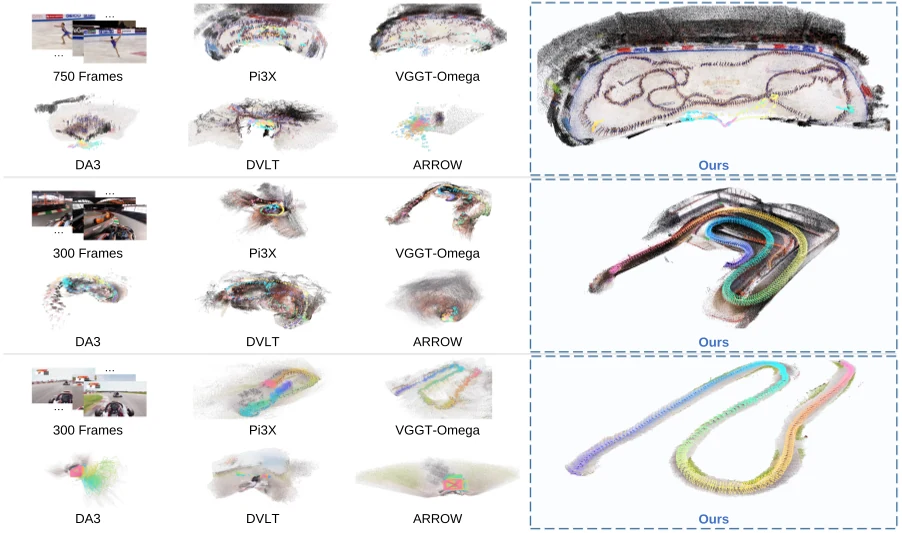 ...
...
750 Frames
Pi3X
VGGT-Omega
DA3
DVLT
ARROW
Ours
...
...
300 Frames
Pi3X
VGGT-Omega
DA3
DVLT
ARROW
Ours
...
...
300 Frames
Pi3X
VGGT-Omega
DA3
DVLT
ARROW
Ours